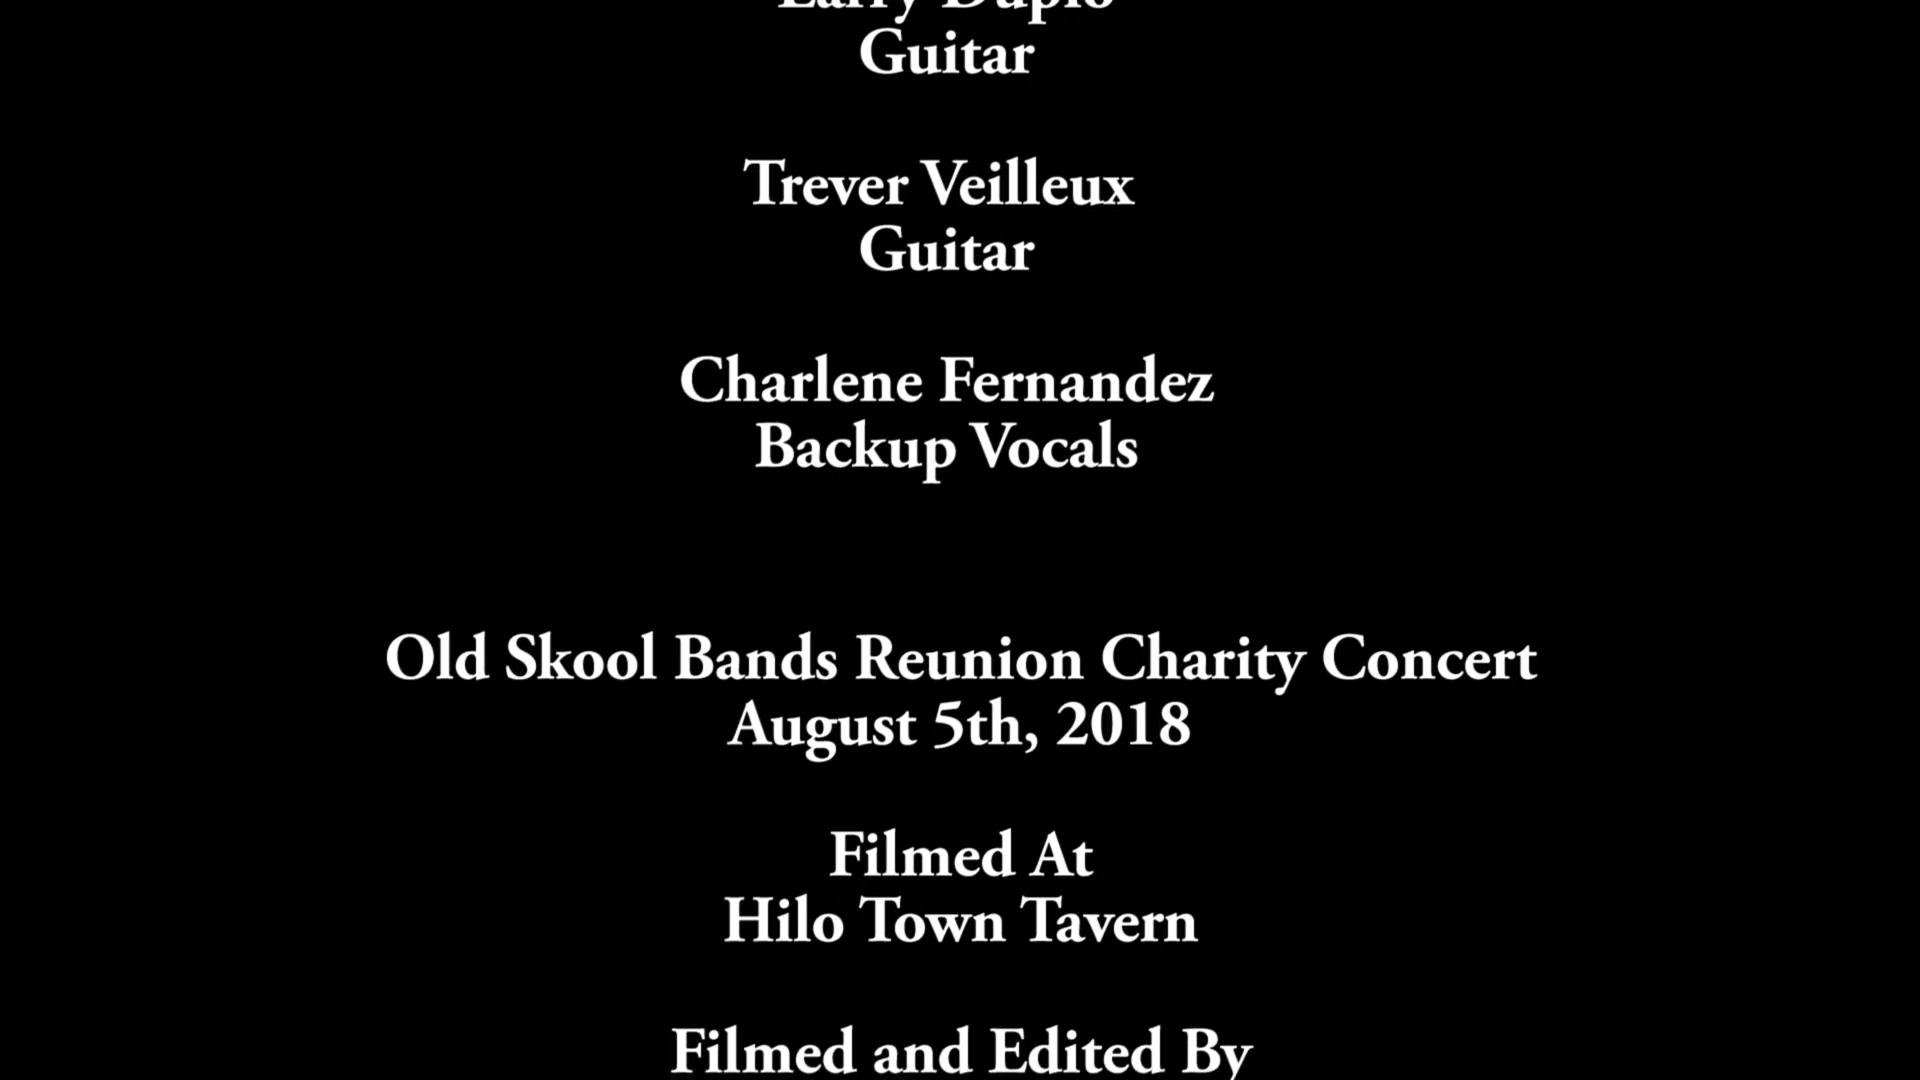 Guitar
Trever Veilleux
Guitar
Charlene Fernandez
Backup Vocals
Old Skool Bands Reunion Charity Concert
August 5th, 2018
Filmed At
Hilo Town Tavern
Filmed and Edited By